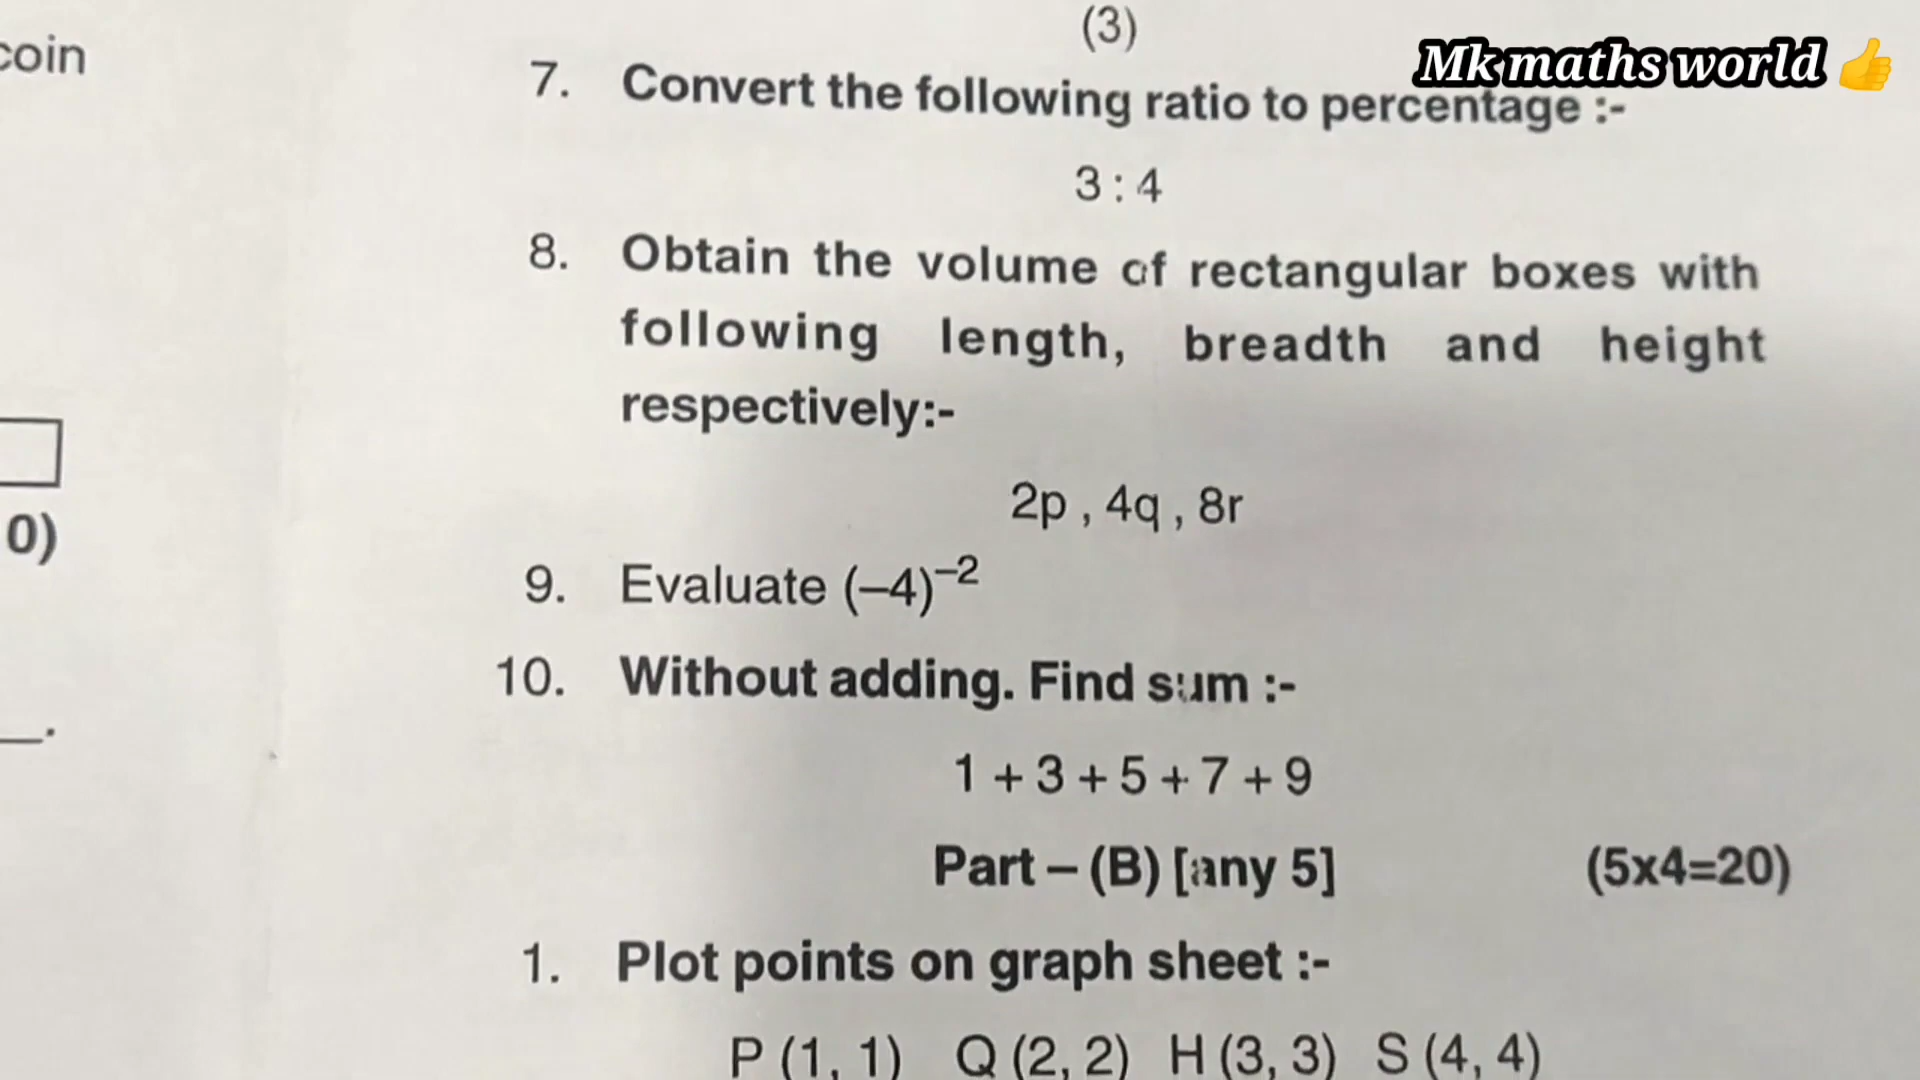 (3)
Mk maths world 👍
coin
7. Convert the following ratio to percentage :-
3 : 4
8. Obtain the volume of rectangular boxes with
following length, breadth and height
respectively:-
2p , 4q , 8r
0)
9. Evaluate (–4)⁻²
10. Without adding. Find sum :-
1 + 3 + 5 + 7 + 9
Part – (B) [any 5] (5x4=20)
1. Plot points on graph sheet :-
P (1, 1) Q (2, 2) H (3, 3) S (4, 4)